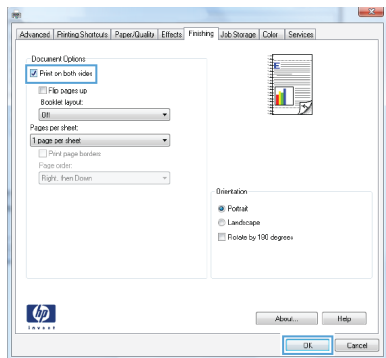 Advanced Printing Shortcuts Paper/Quality Effects Finishing Job Storage Color Services
Document Options
Print on both sides
Flip pages up
Booklet layout:
Off
Pages per sheet:
1 page per sheet
Print page borders
Page order:
Right, then Down
Orientation
Portrait
Landscape
Rotate by 180 degrees
hp
invent
About... Help
OK Cancel